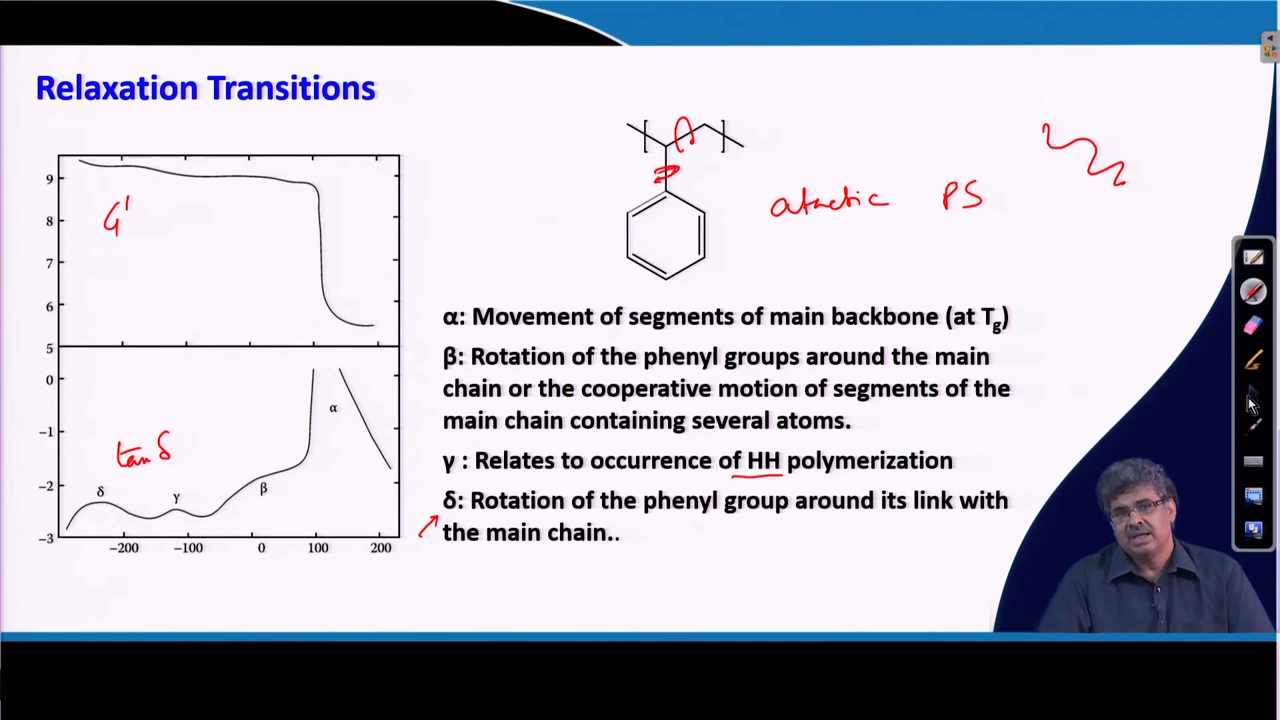 Relaxation Transitions
9
8
7
6
5
G'
0
−1
−2
−3
tan δ
δ
γ
β
α
−200 −100 0 100 200
atactic PS
α: Movement of segments of main backbone (at Tg)
β: Rotation of the phenyl groups around the main
chain or the cooperative motion of segments of the
main chain containing several atoms.
γ : Relates to occurrence of HH polymerization
δ: Rotation of the phenyl group around its link with
the main chain..